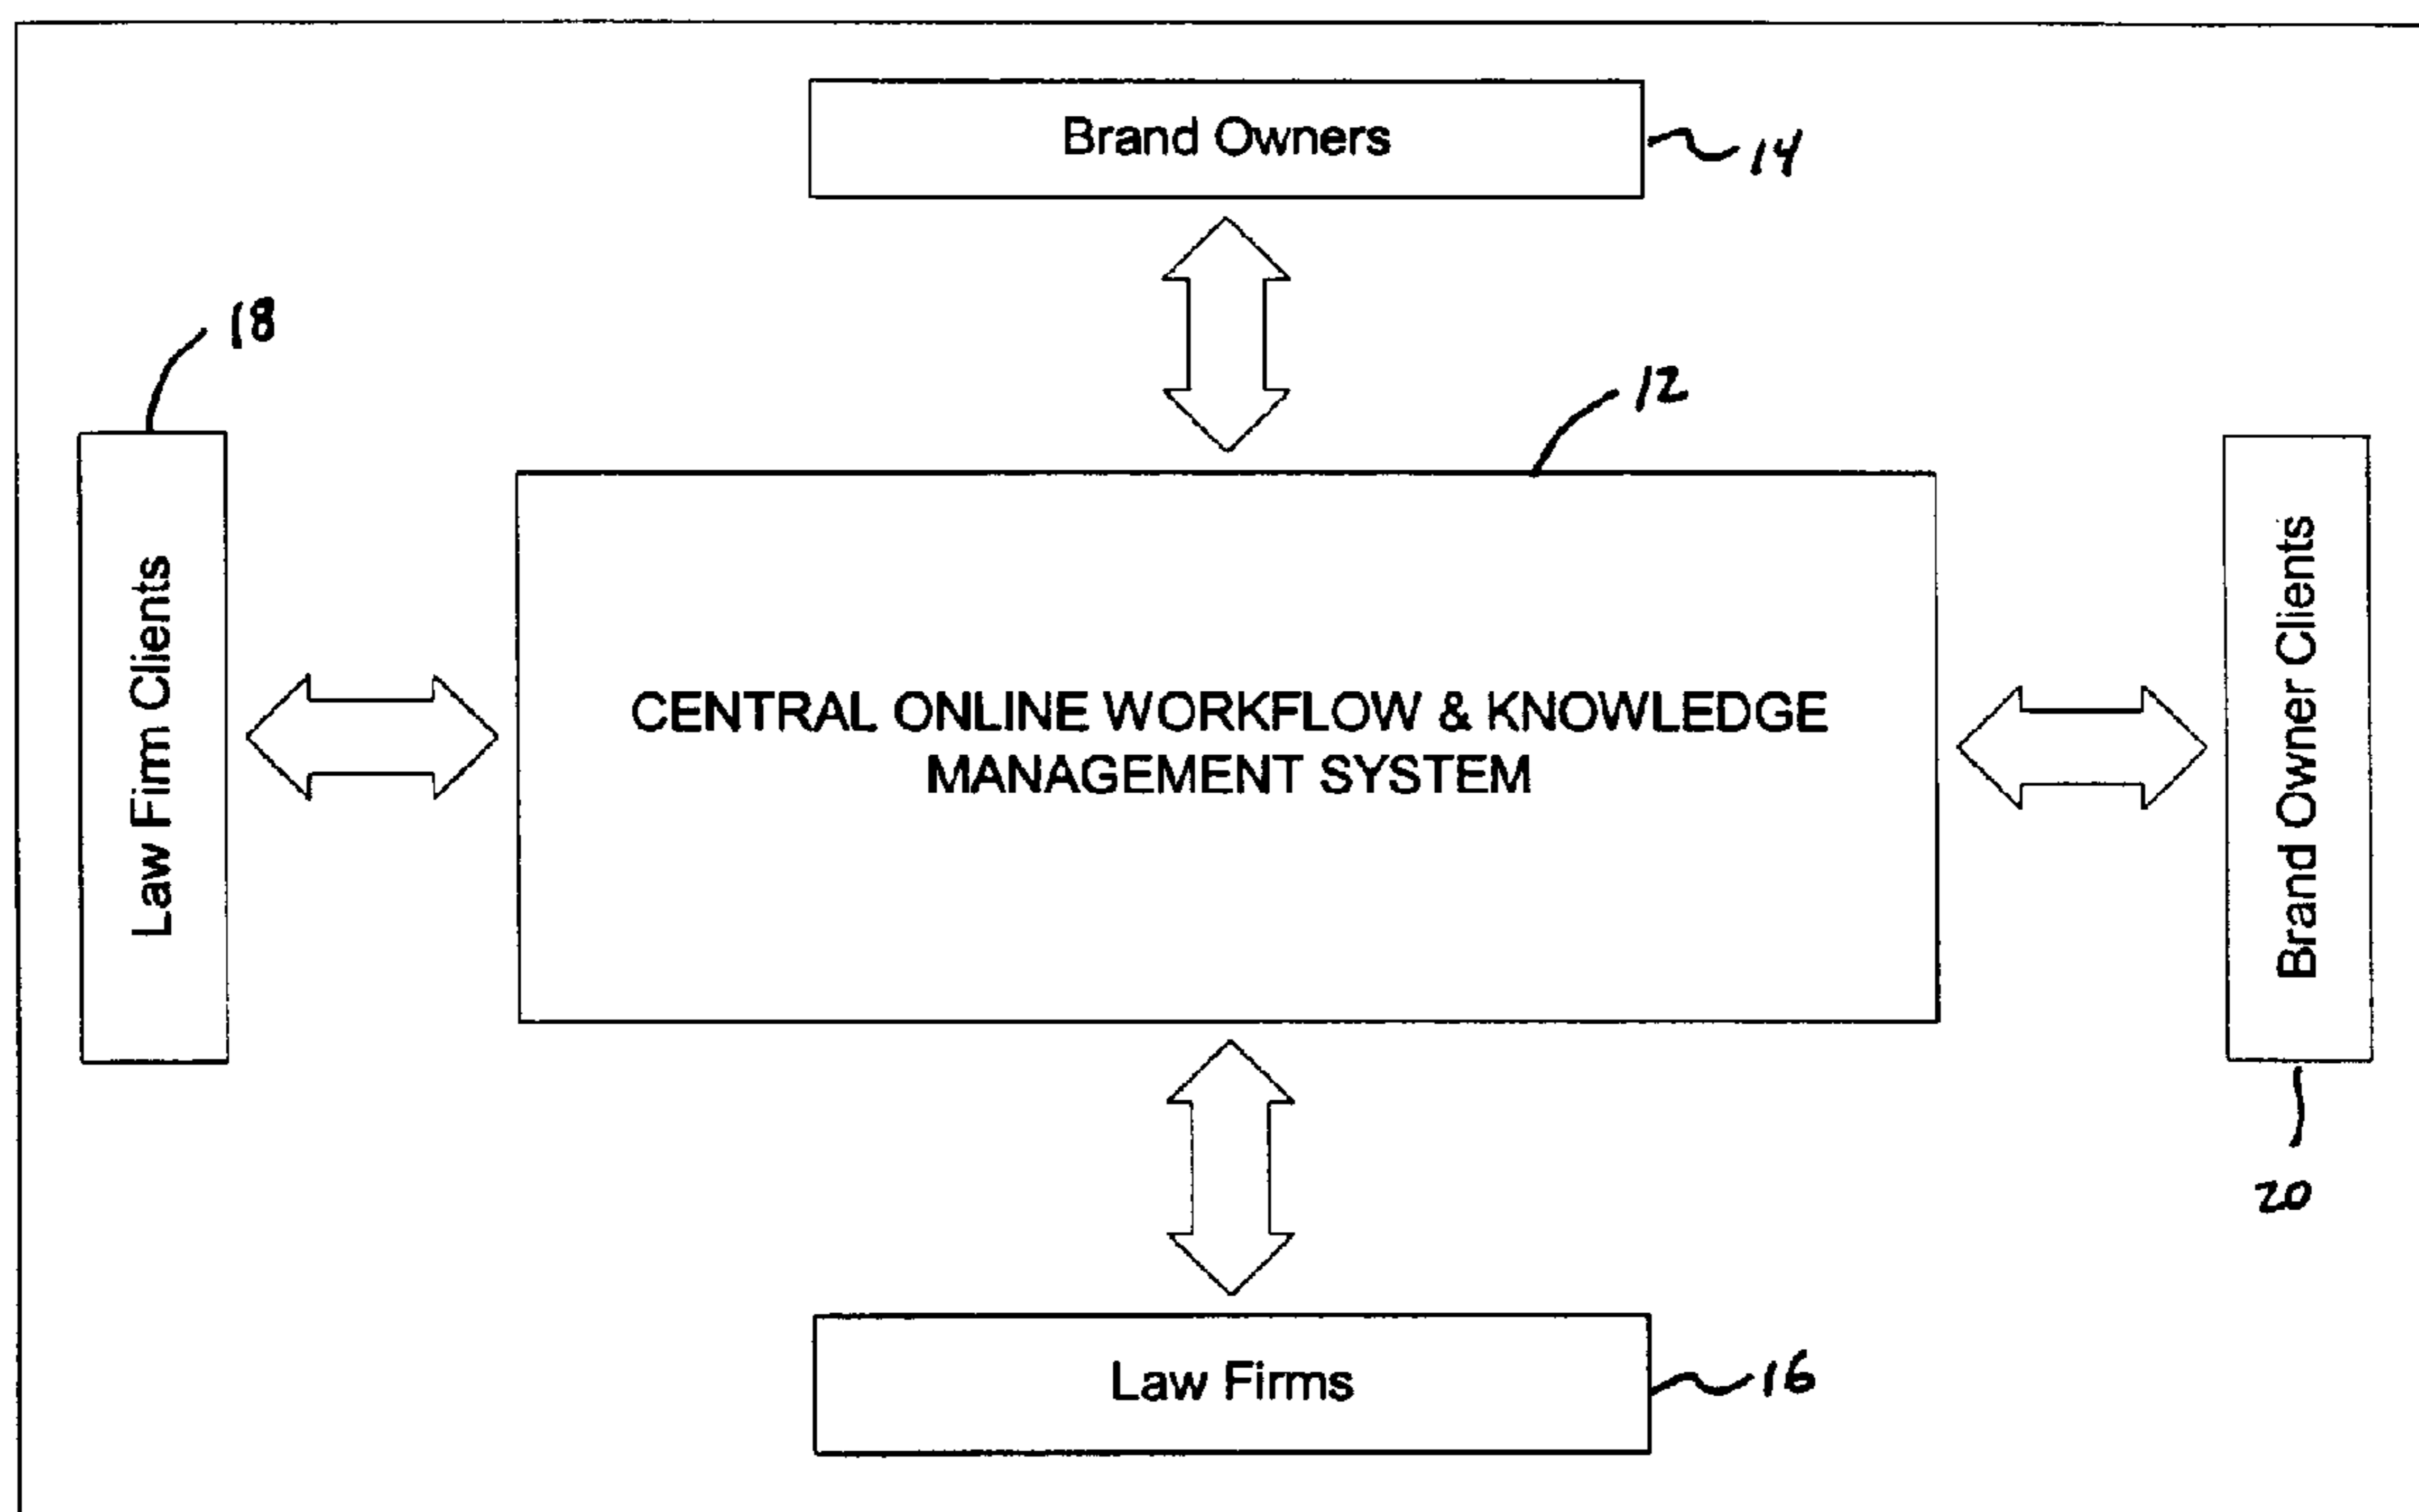 Brand Owners
14
18
12
Law Firm Clients
CENTRAL ONLINE WORKFLOW & KNOWLEDGE
MANAGEMENT SYSTEM
Brand Owner Clients
20
Law Firms
16